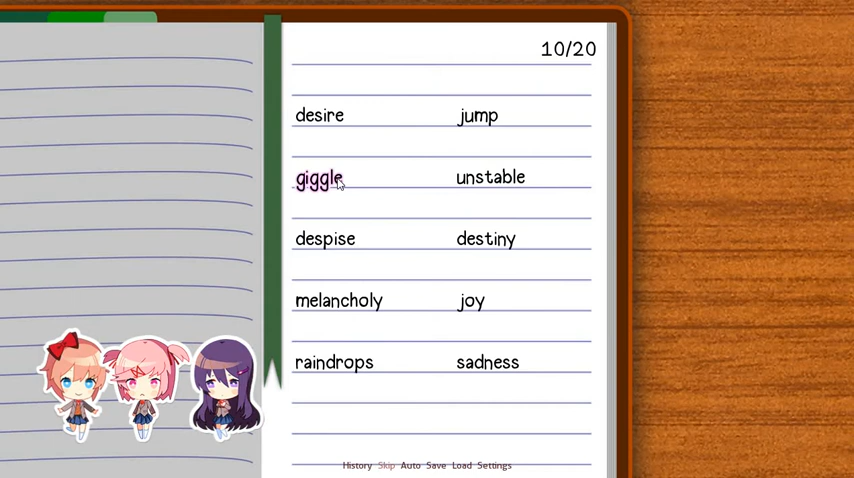 10/20
desire jump
giggle unstable
despise destiny
melancholy joy
raindrops sadness
History Skip Auto Save Load Settings